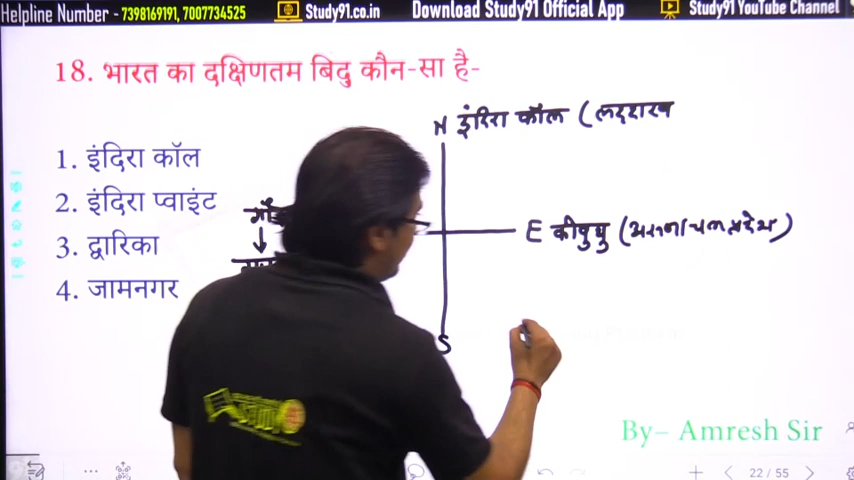 Helpline Number - 7398169191, 7007734525
Study91.co.in
Download Study91 Official App
Study91 YouTube Channel
18. भारत का दक्षिणतम बिदु कौन-सा है-
N इंदिरा कॉल (लद्दाख
1. इंदिरा कॉल
2. इंदिरा प्वाइंट
3. द्वारिका
4. जामनगर
E कीबुथु (अरुणाचल प्रदेश)
S
By– Amresh Sir
22 / 55